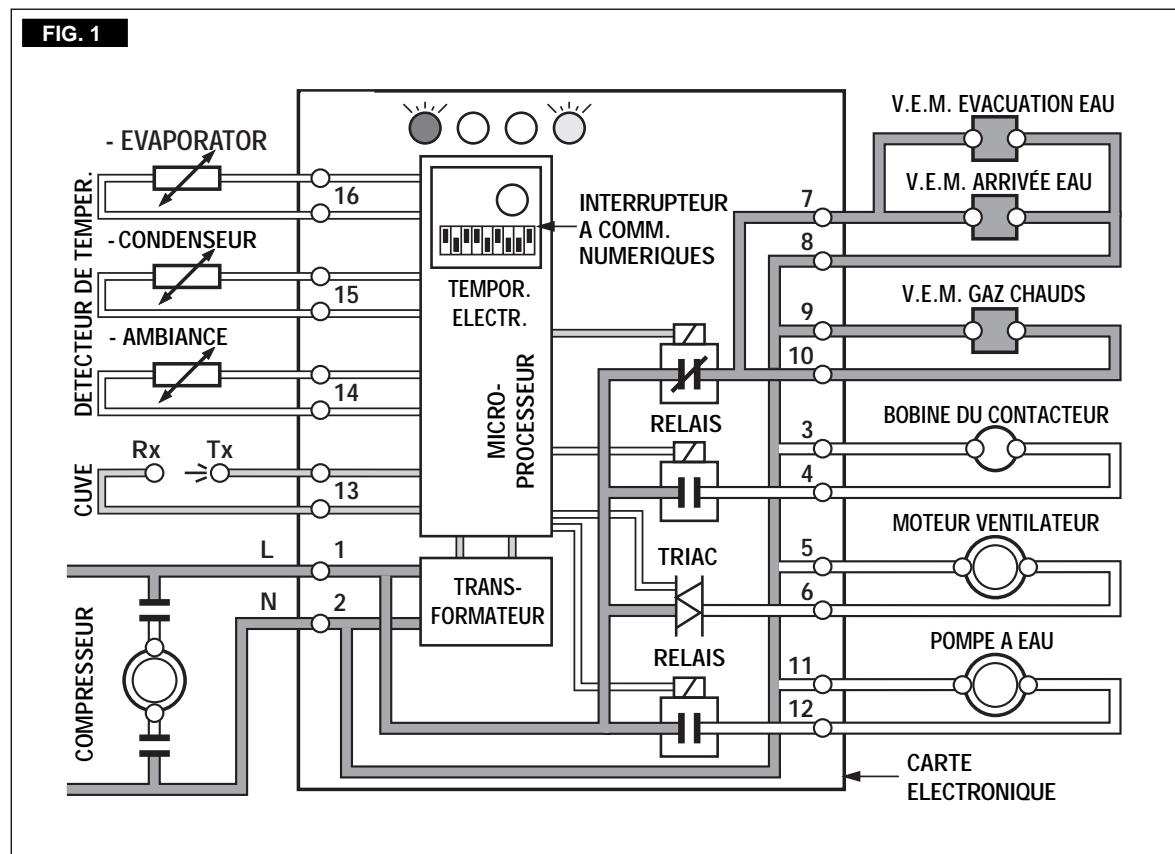 FIG. 1
DETECTEUR DE TEMPER.
- EVAPORATOR
16
- CONDENSEUR
15
- AMBIANCE
14
CUVE
Rx
Tx
13
L
1
N
2
COMPRESSEUR
INTERRUPTEUR
A COMM.
NUMERIQUES
TEMPOR.
ELECTR.
MICRO-
PROCESSEUR
TRANS-
FORMATEUR
RELAIS
TRIAC
RELAIS
V.E.M. EVACUATION EAU
V.E.M. ARRIVÉE EAU
7
8
V.E.M. GAZ CHAUDS
9
10
BOBINE DU CONTACTEUR
3
4
MOTEUR VENTILATEUR
5
6
POMPE A EAU
11
12
CARTE
ELECTRONIQUE